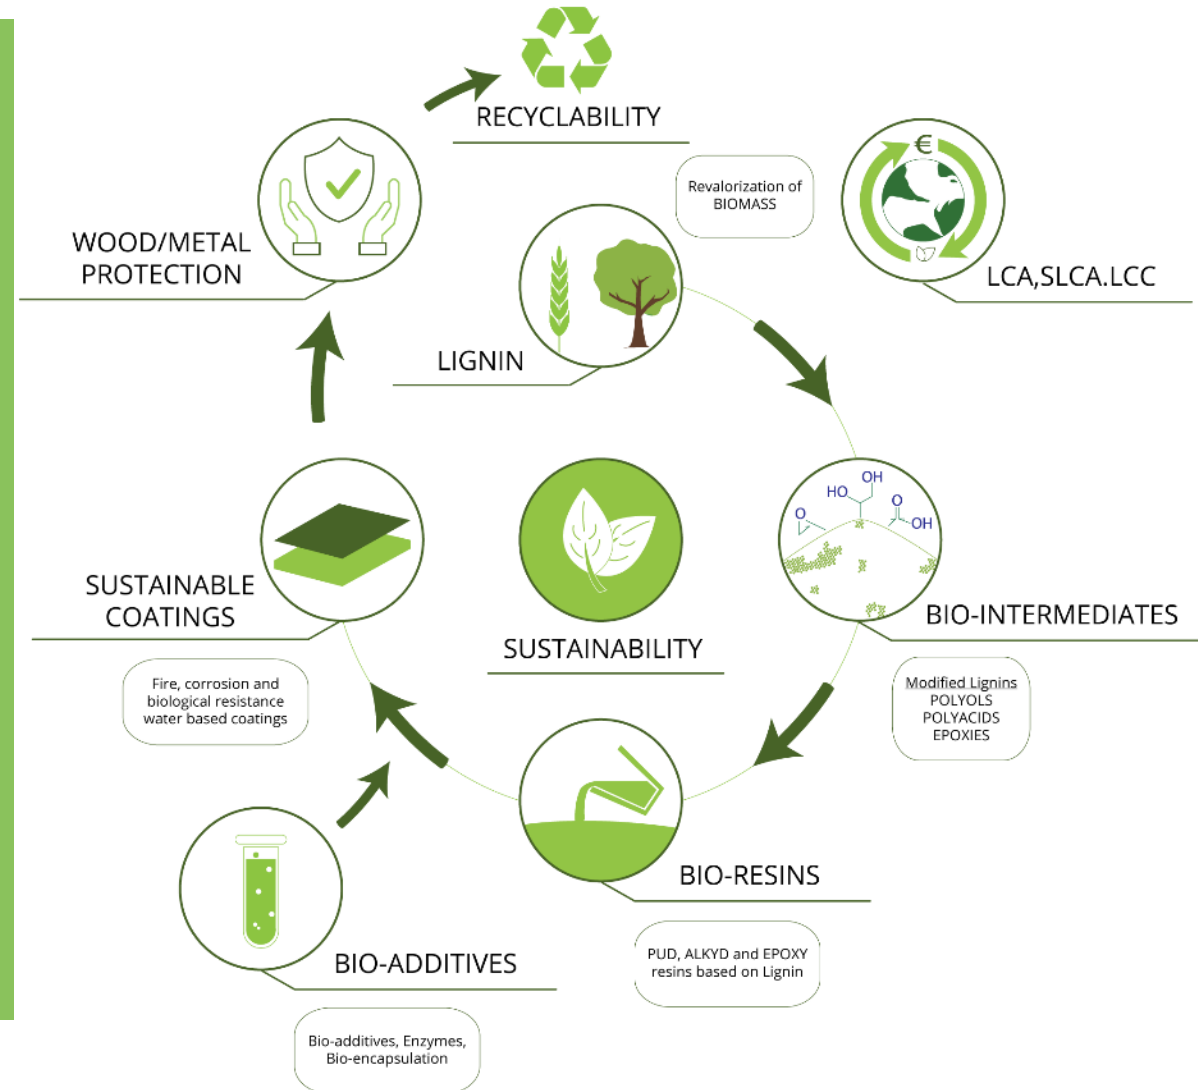 RECYCLABILITY
Revalorization of
BIOMASS
€
WOOD/METAL
PROTECTION
LCA,SLCA.LCC
LIGNIN
OH
HO
O
O
OH
SUSTAINABLE
COATINGS
BIO-INTERMEDIATES
SUSTAINABILITY
Fire, corrosion and
biological resistance
water based coatings
Modified Lignins
POLYOLS
POLYACIDS
EPOXIES
BIO-RESINS
PUD, ALKYD and EPOXY
resins based on Lignin
BIO-ADDITIVES
Bio-additives, Enzymes,
Bio-encapsulation